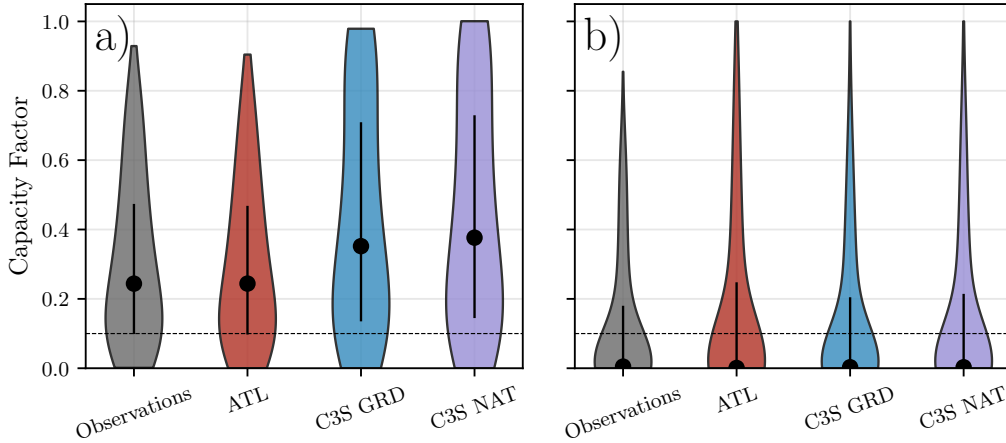 a)
b)
Capacity Factor
1.0
0.8
0.6
0.4
0.2
0.0
Observations
ATL
C3S GRD
C3S NAT
Observations
ATL
C3S GRD
C3S NAT